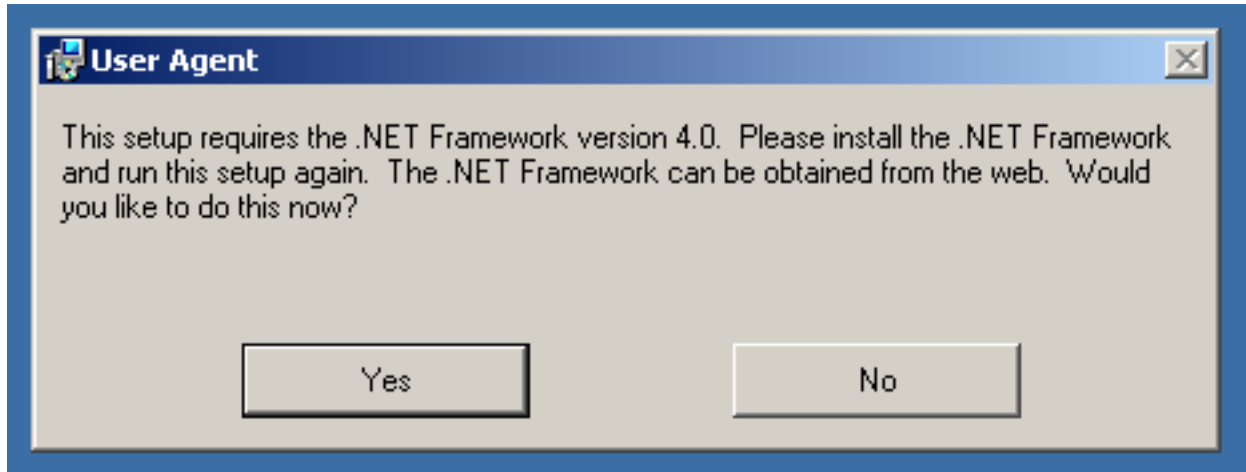 User Agent
This setup requires the .NET Framework version 4.0.  Please install the .NET Framework
and run this setup again.  The .NET Framework can be obtained from the web.  Would
you like to do this now?
Yes No